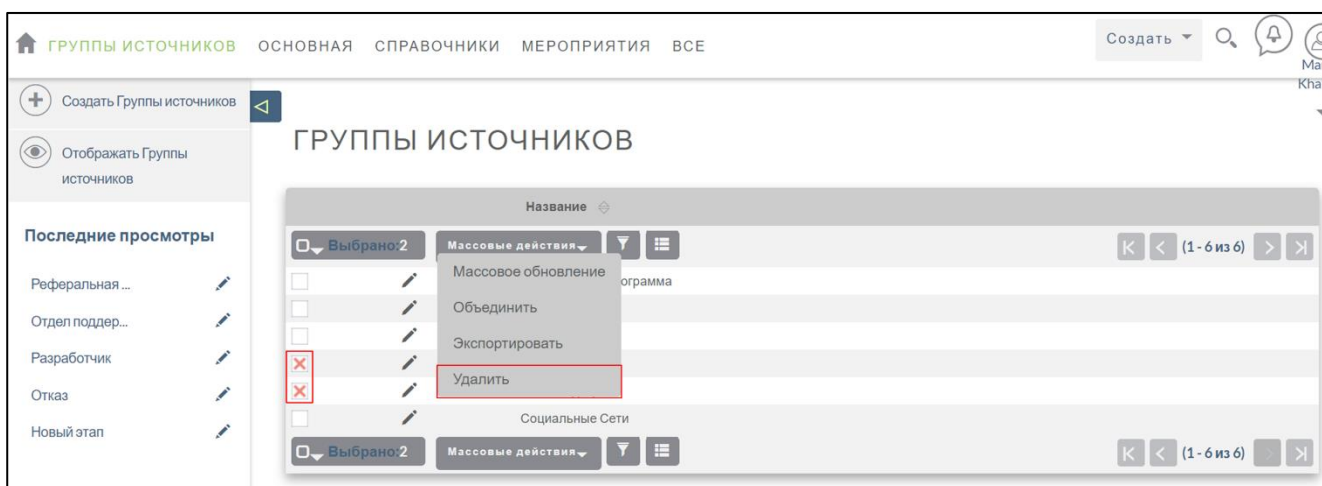 ГРУППЫ ИСТОЧНИКОВ ОСНОВНАЯ СПРАВОЧНИКИ МЕРОПРИЯТИЯ ВСЕ Создать
Ma
Kha
Создать Группы источников
Отображать Группы
источников
Последние просмотры
Реферальная ...
Отдел поддер...
Разработчик
Отказ
Новый этап
ГРУППЫ ИСТОЧНИКОВ
Название
Выбрано:2 Массовые действия (1 - 6 из 6)
Массовое обновление
Объединить
Экспортировать
Удалить
ограмма
Социальные Сети
Выбрано:2 Массовые действия (1 - 6 из 6)